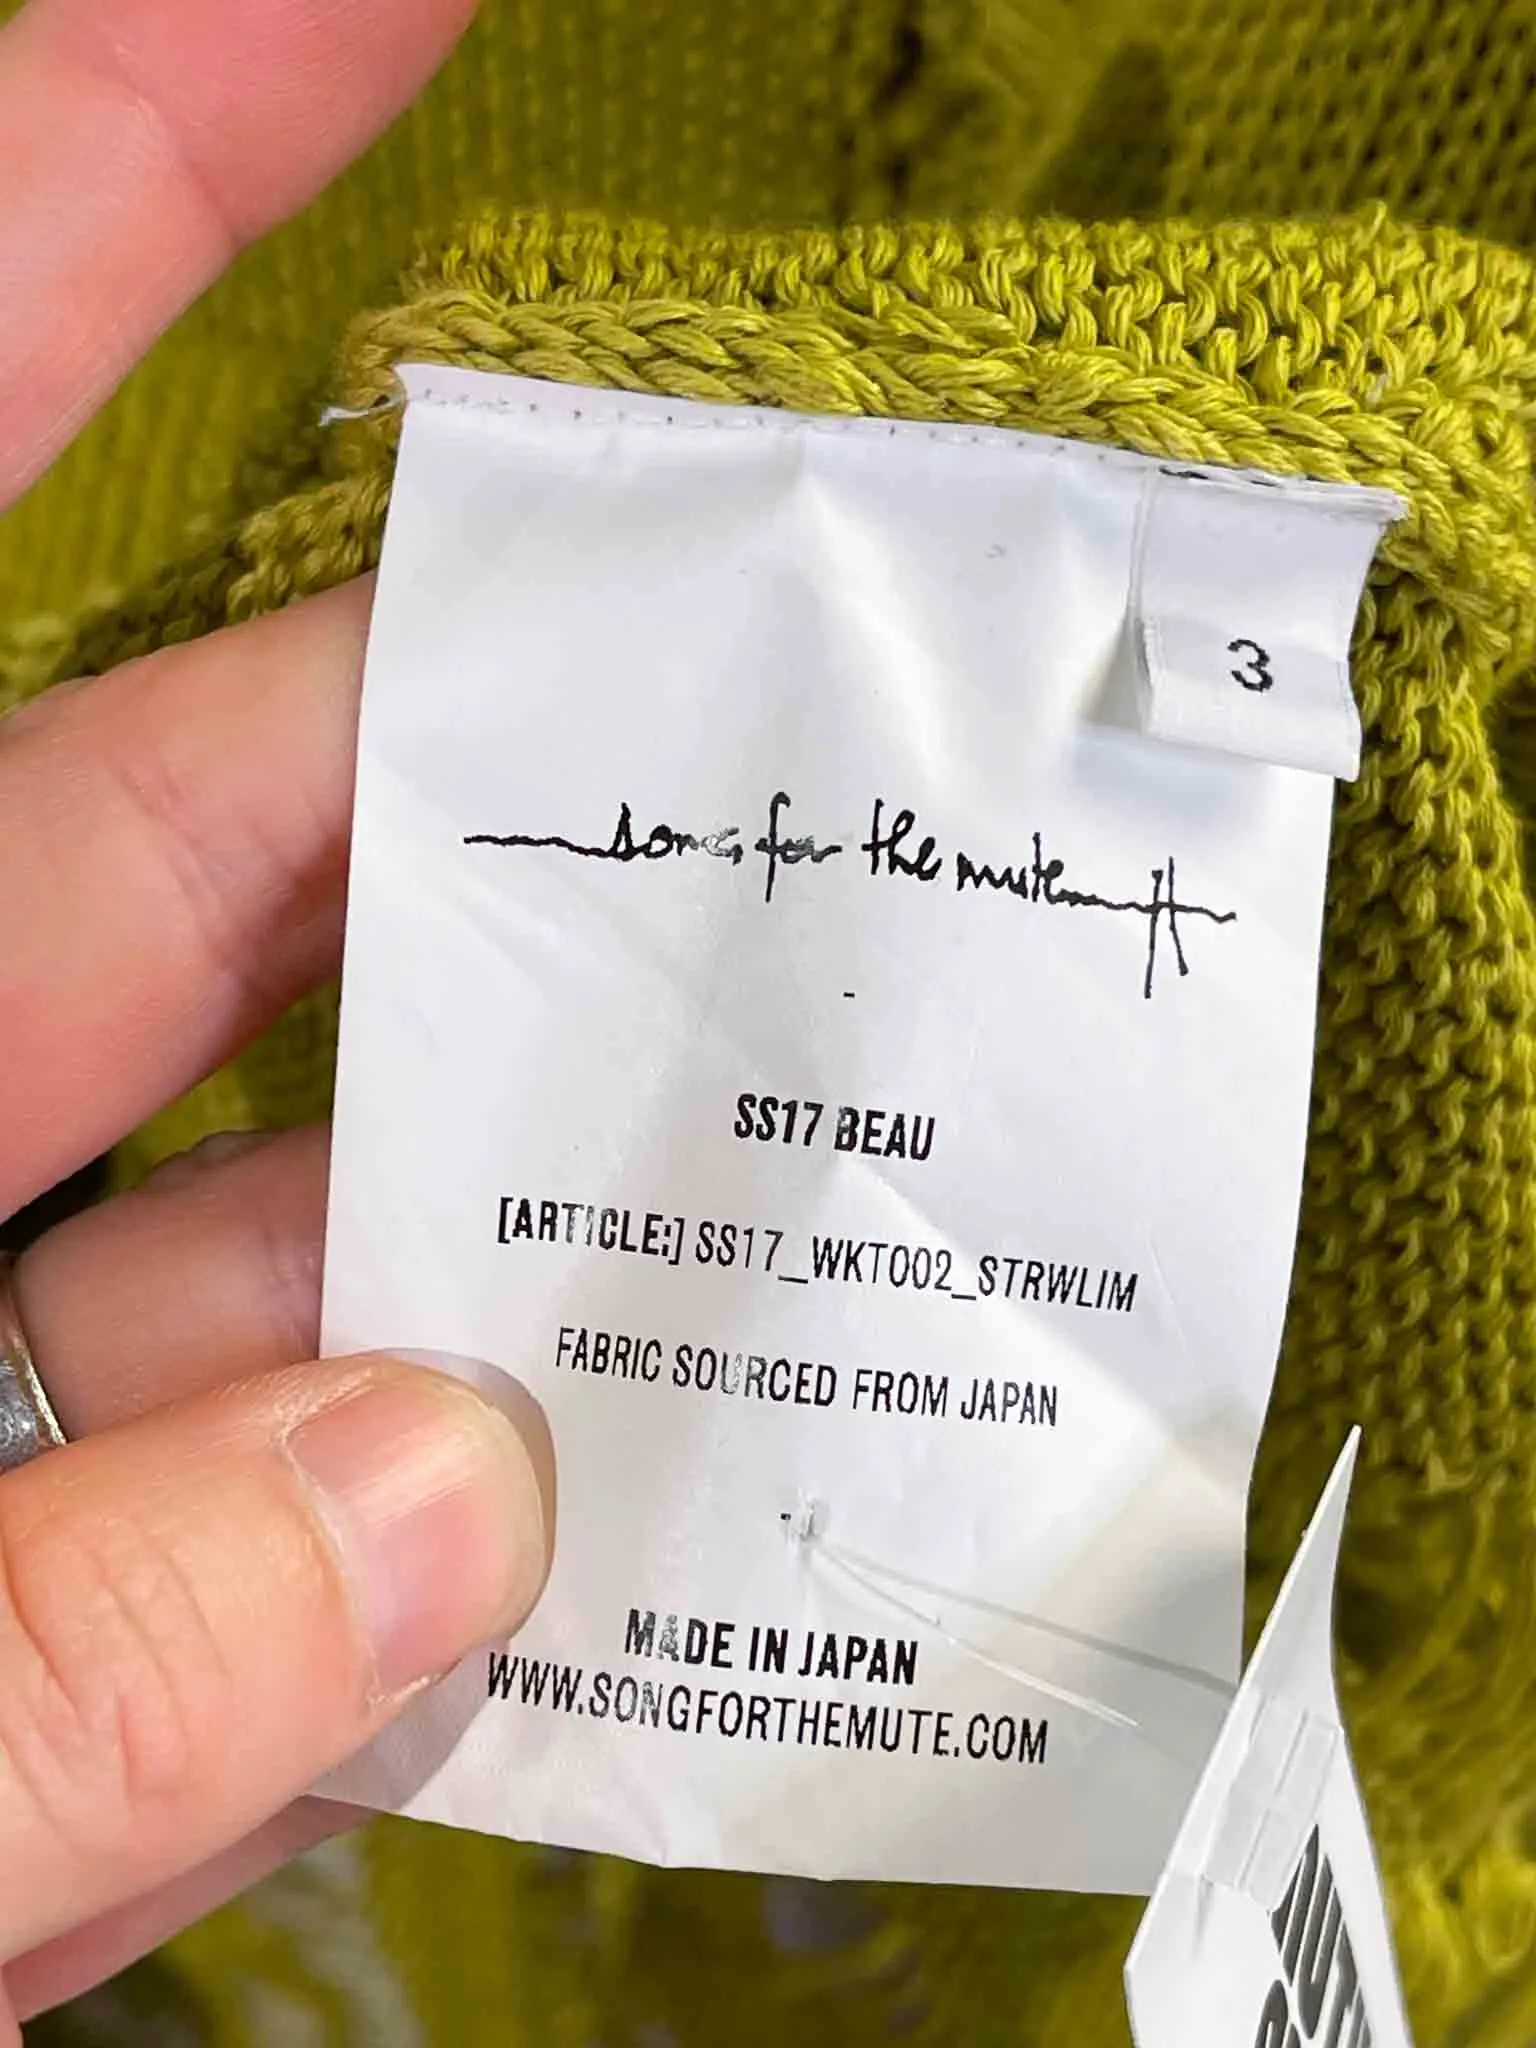 3
song for the mute
-
SS17 BEAU
[ARTICLE:] SS17_WKT002_STRWLIM
FABRIC SOURCED FROM JAPAN
-
MADE IN JAPAN
WWW.SONGFORTHEMUTE.COM